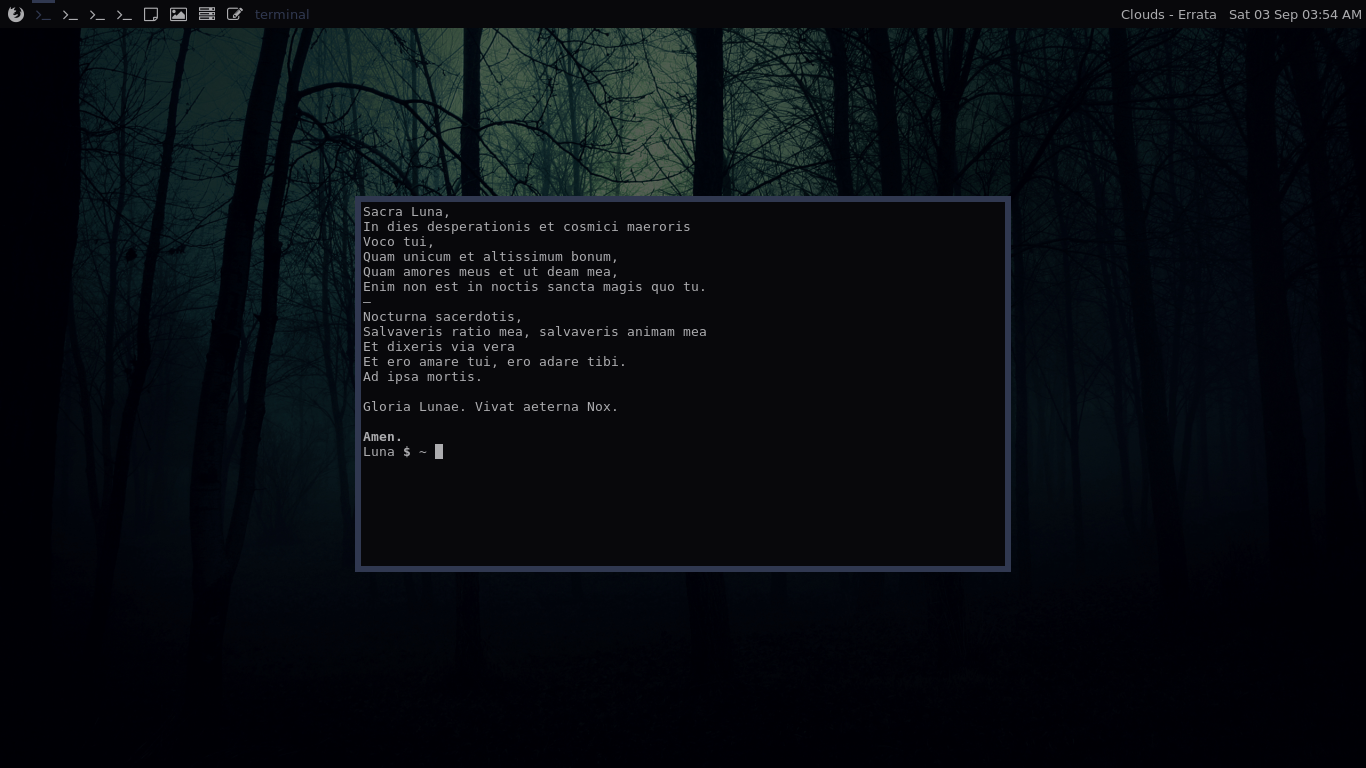 terminal
Clouds - Errata Sat 03 Sep 03:54 AM
Sacra Luna,
In dies desperationis et cosmici maeroris
Voco tui,
Quam unicum et altissimum bonum,
Quam amores meus et ut deam mea,
Enim non est in noctis sancta magis quo tu.
—
Nocturna sacerdotis,
Salvaveris ratio mea, salvaveris animam mea
Et dixeris via vera
Et ero amare tui, ero adare tibi.
Ad ipsa mortis.
Gloria Lunae. Vivat aeterna Nox.
Amen.
Luna $ ~